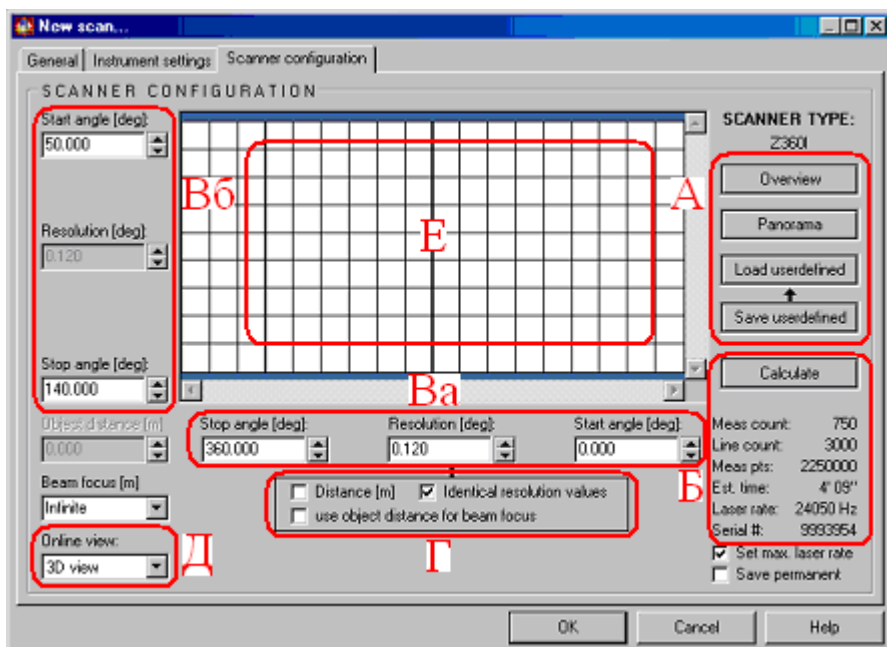 New scan...
General Instrument settings Scanner configuration
SCANNER CONFIGURATION
Start angle [deg]:
50.000
Resolution [deg]:
0.120
Stop angle [deg]:
140.000
Object distance [m]
0.000
Beam focus [m]
Infinite
Online view:
3D view
Д
Вб
Е
А
Ва
Stop angle [deg]:
360.000
Resolution [deg]:
0.120
Start angle [deg]:
0.000
Distance [m]
Identical resolution values
use object distance for beam focus
Г
SCANNER TYPE:
Z360I
Overview
Panorama
Load userdefined
Save userdefined
Calculate
Meas count: 750
Line count: 3000
Meas pts: 2250000
Est. time: 4' 09''
Laser rate: 24050 Hz
Serial #: 9993954
Б
Set max. laser rate
Save permanent
OK Cancel Help